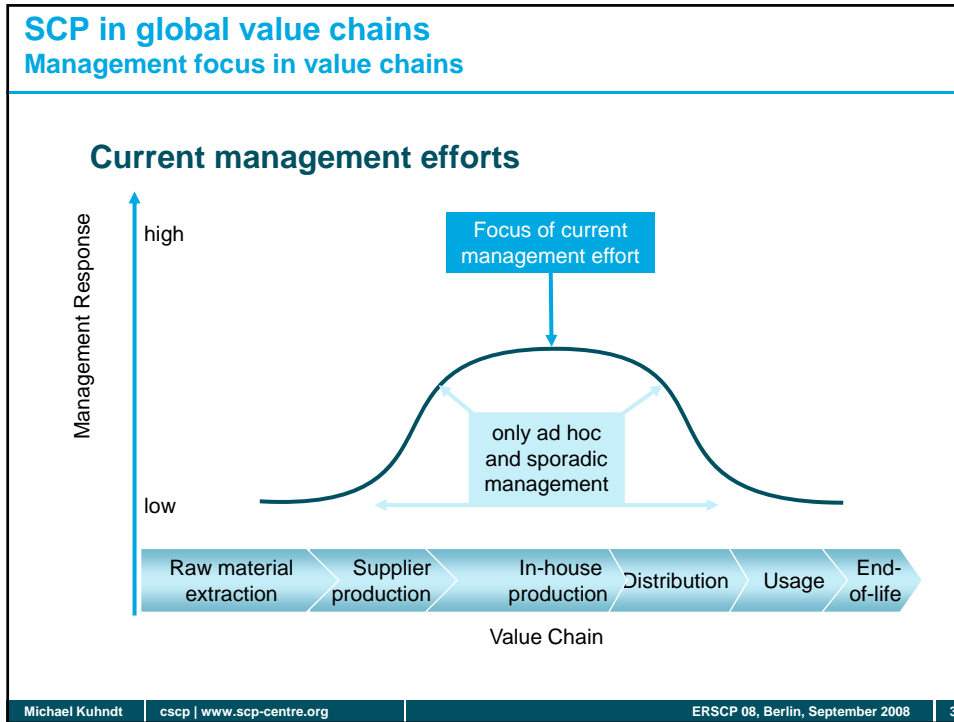 SCP in global value chains
Management focus in value chains
Current management efforts
Management Response
high
Focus of current
management effort
only ad hoc
and sporadic
management
low
Raw material
extraction
Supplier
production
In-house
production
Distribution
Usage
End-
of-life
Value Chain
Michael Kuhndt cscp | www.scp-centre.org ERSCP 08, Berlin, September 2008 3